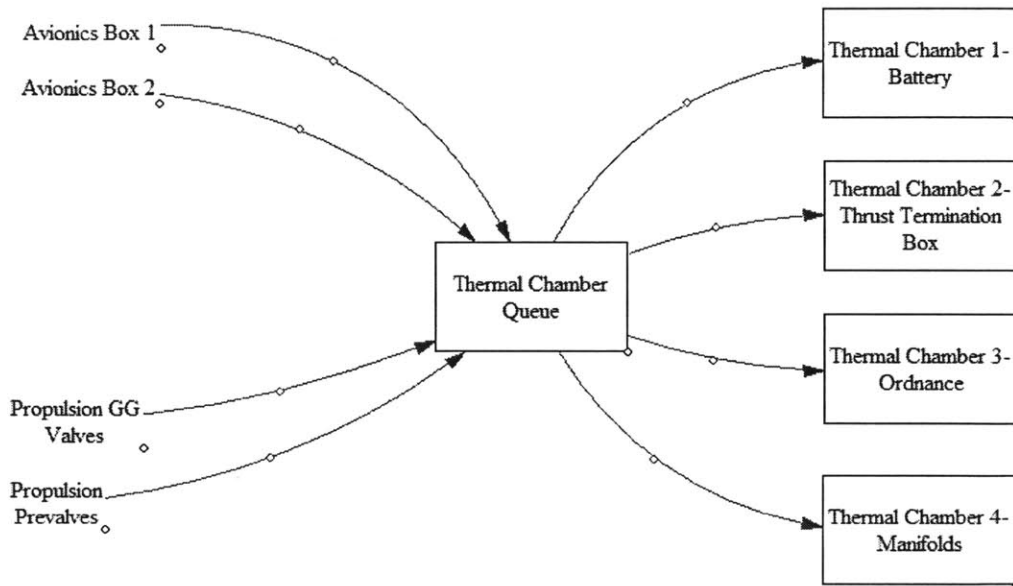 Avionics Box 1
Avionics Box 2
Propulsion GG
Valves
Propulsion
Prevalves
Thermal Chamber
Queue
Thermal Chamber 1-
Battery
Thermal Chamber 2-
Thrust Termination
Box
Thermal Chamber 3-
Ordnance
Thermal Chamber 4-
Manifolds